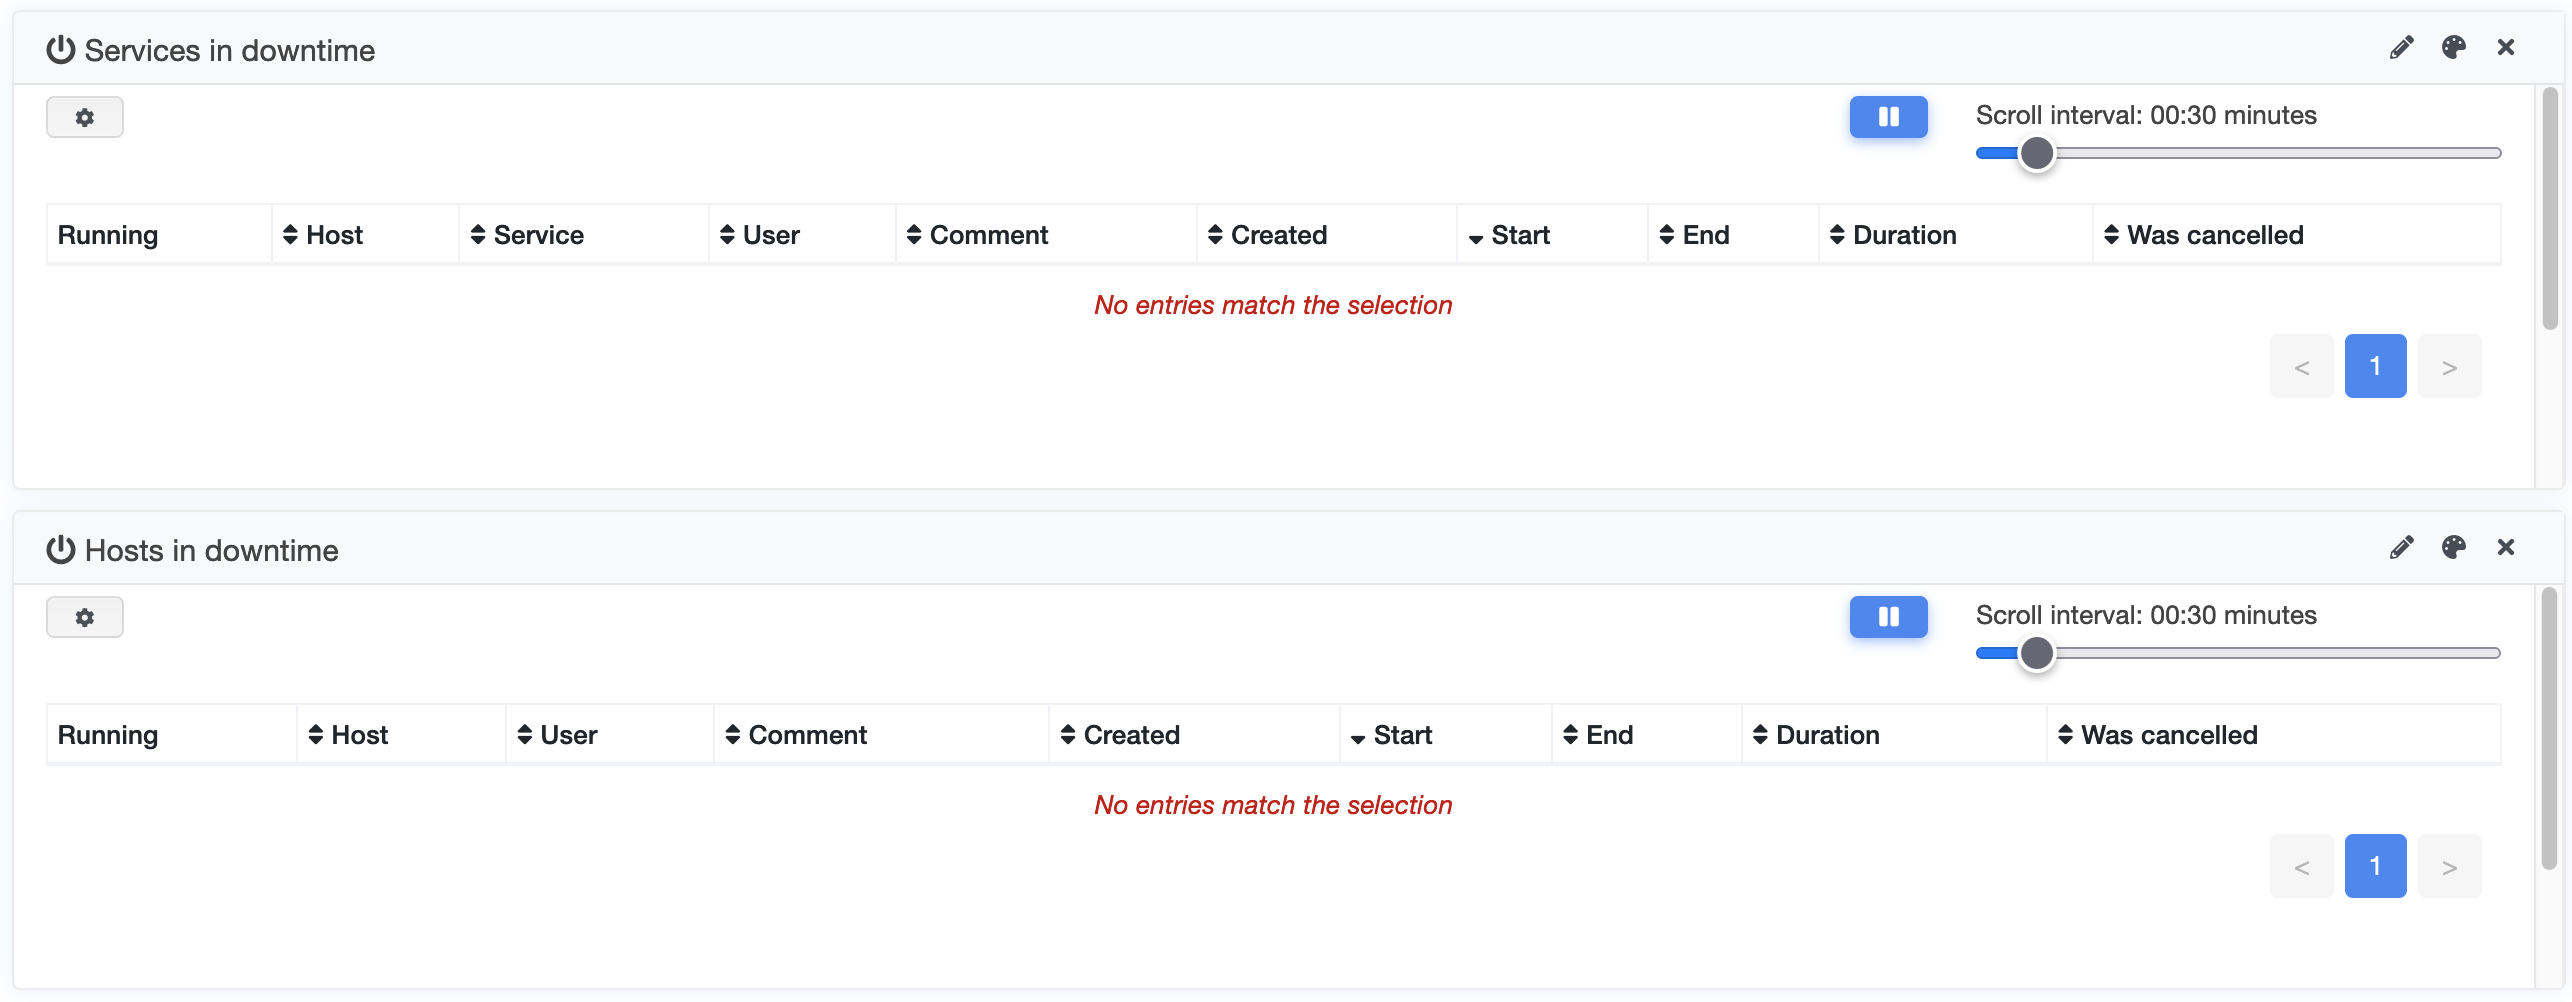 Services in downtime
Scroll interval: 00:30 minutes
Running Host Service User Comment Created Start End Duration Was cancelled
No entries match the selection
< 1 >
Hosts in downtime
Scroll interval: 00:30 minutes
Running Host User Comment Created Start End Duration Was cancelled
No entries match the selection
< 1 >